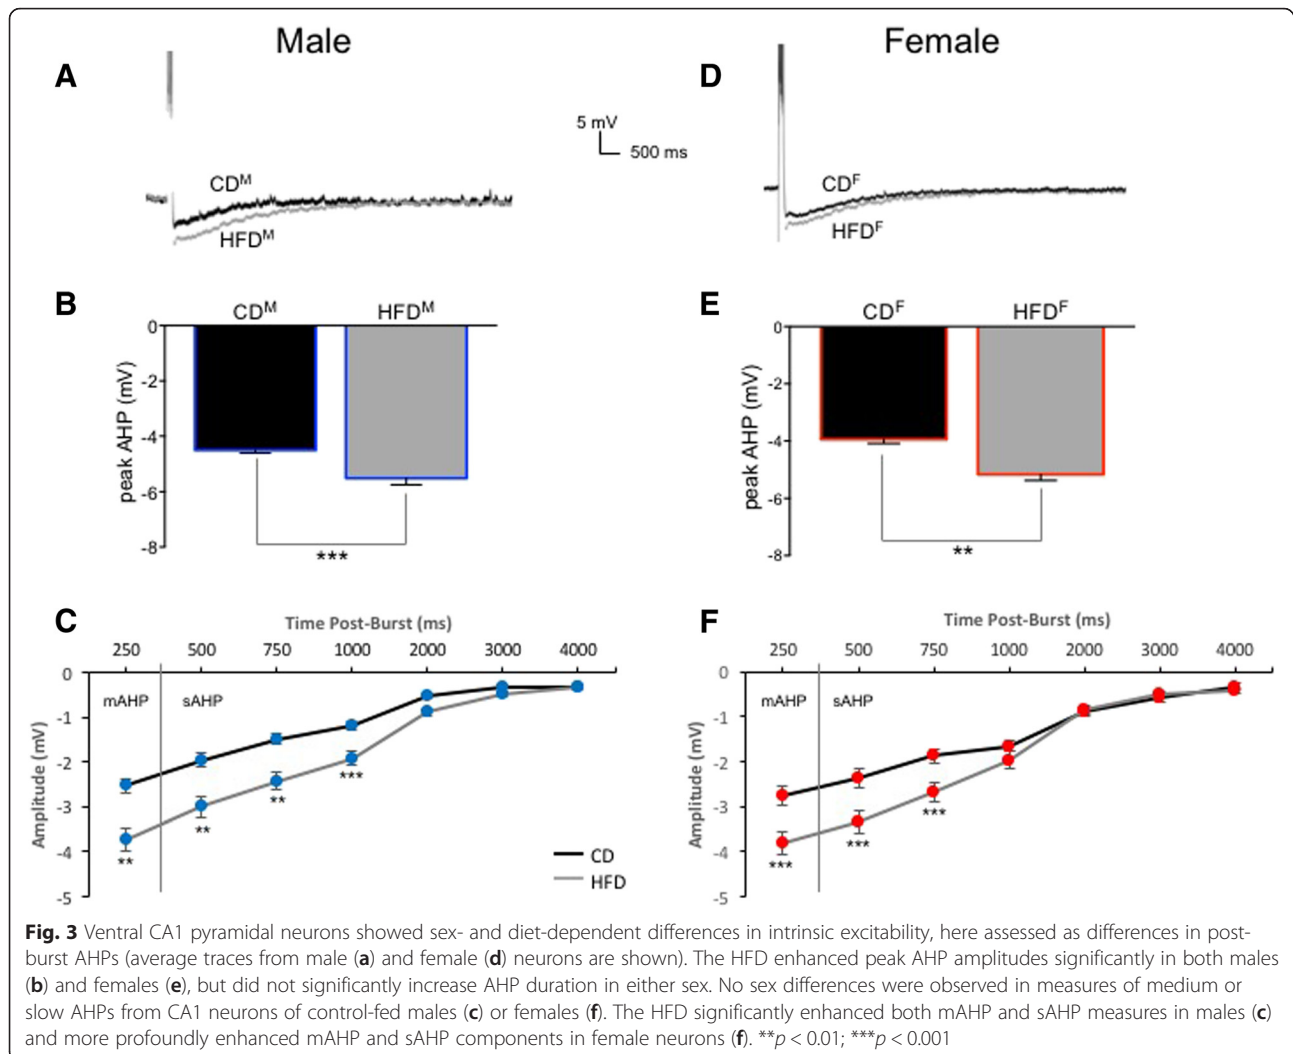 Male
Female
A
D
5 mV
500 ms
CDᴹ
HFDᴹ
CDF
HFDF
B
CDᴹ
HFDᴹ
peak AHP (mV)
0
-2
-4
-6
-8
***
E
CDF
HFDF
peak AHP (mV)
0
-2
-4
-6
-8
**
C
Time Post-Burst (ms)
250 500 750 1000 2000 3000 4000
Amplitude (mV)
0
-1
-2
-3
-4
-5
mAHP sAHP
** ** ** ***
CD
HFD
F
Time Post-Burst (ms)
250 500 750 1000 2000 3000 4000
Amplitude (mV)
0
-1
-2
-3
-4
-5
mAHP sAHP
*** *** ***
Fig. 3 Ventral CA1 pyramidal neurons showed sex- and diet-dependent differences in intrinsic excitability, here assessed as differences in post-
burst AHPs (average traces from male (a) and female (d) neurons are shown). The HFD enhanced peak AHP amplitudes significantly in both males
(b) and females (e), but did not significantly increase AHP duration in either sex. No sex differences were observed in measures of medium or
slow AHPs from CA1 neurons of control-fed males (c) or females (f). The HFD significantly enhanced both mAHP and sAHP measures in males (c)
and more profoundly enhanced mAHP and sAHP components in female neurons (f). **p < 0.01; ***p < 0.001